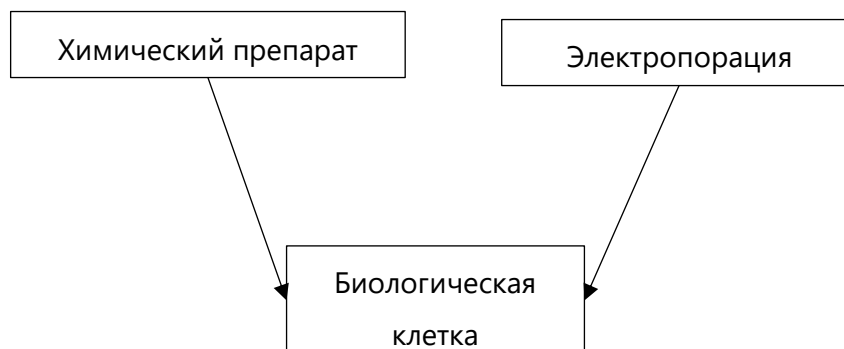 Химический препарат
Электропорация
Биологическая
клетка